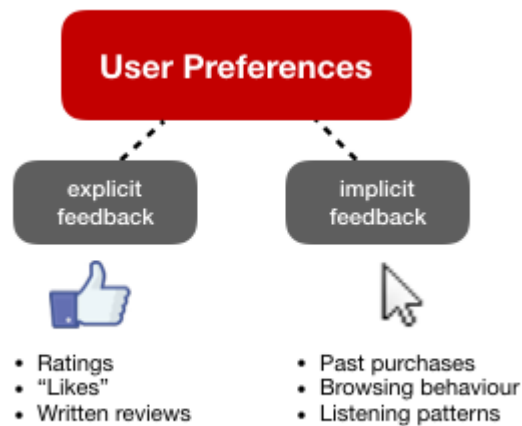 User Preferences
explicit
feedback
implicit
feedback
• Ratings
• “Likes”
• Written reviews
• Past purchases
• Browsing behaviour
• Listening patterns